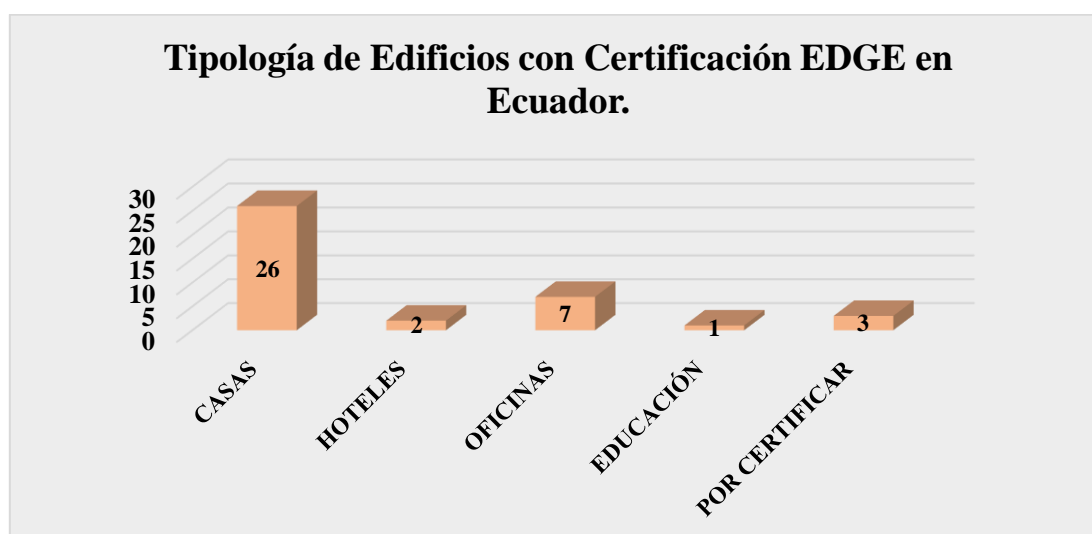 Tipología de Edificios con Certificación EDGE en
Ecuador.
30
25
20
15
10
5
0
26
2
7
1
3
CASAS
HOTELES
OFICINAS
EDUCACIÓN
POR CERTIFICAR